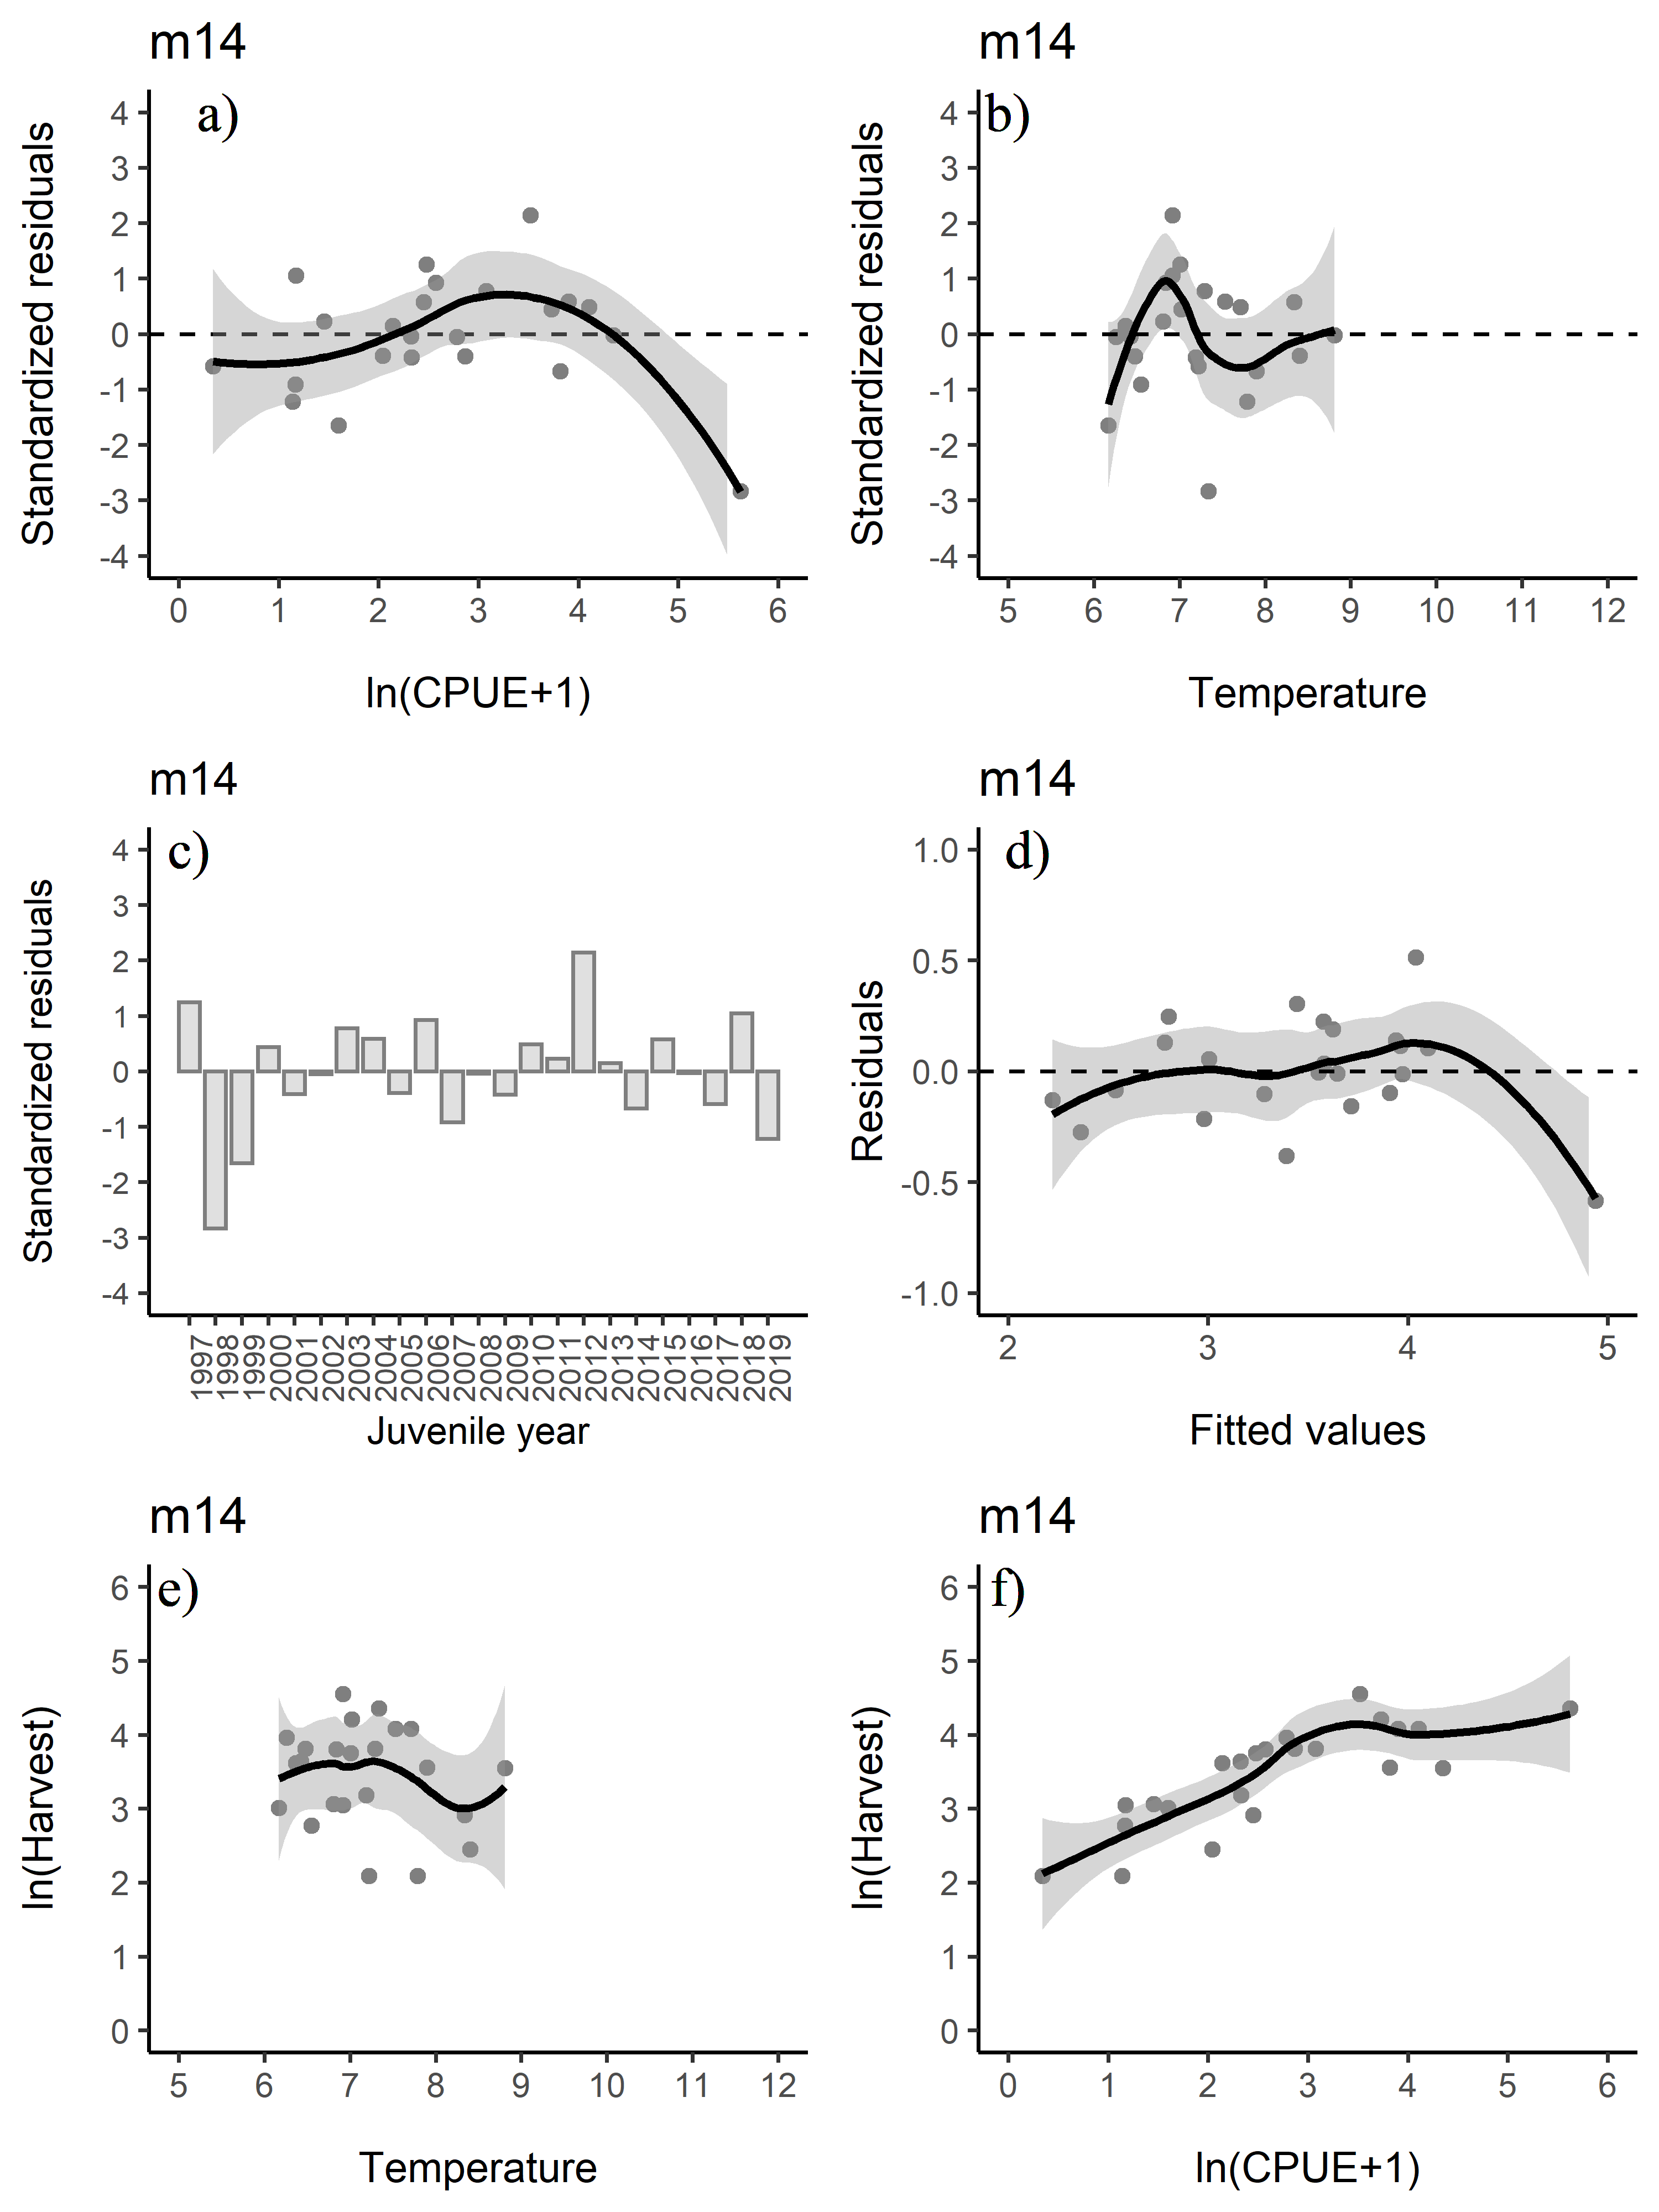 m14
a)
Standardized residuals
4
3
2
1
0
-1
-2
-3
-4
0 1 2 3 4 5 6
ln(CPUE+1)
m14
b)
Standardized residuals
4
3
2
1
0
-1
-2
-3
-4
5 6 7 8 9 10 11 12
Temperature
m14
c)
Standardized residuals
4
3
2
1
0
-1
-2
-3
-4
1997 1998 1999 2000 2001 2002 2003 2004 2005 2006 2007 2008 2009 2010 2011 2012 2013 2014 2015 2016 2017 2018 2019
Juvenile year
m14
d)
Residuals
1.0
0.5
0.0
-0.5
-1.0
2 3 4 5
Fitted values
m14
e)
ln(Harvest)
6
5
4
3
2
1
0
5 6 7 8 9 10 11 12
Temperature
m14
f)
ln(Harvest)
6
5
4
3
2
1
0
0 1 2 3 4 5 6
ln(CPUE+1)